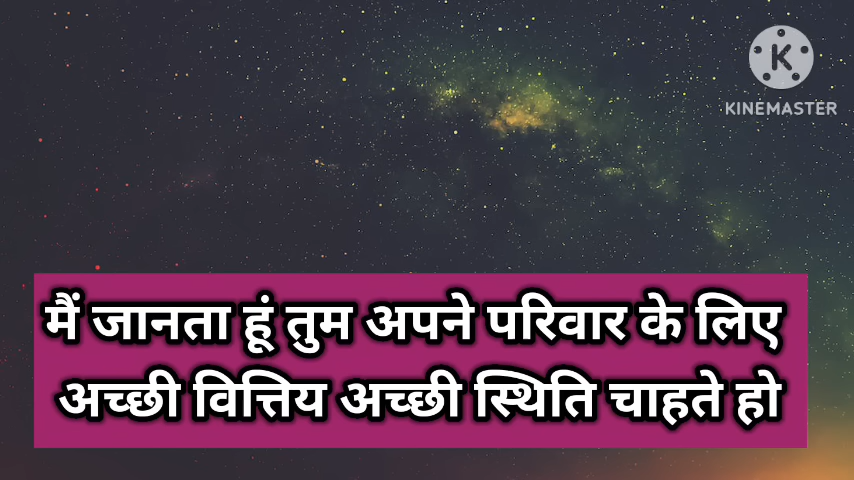 KINEMASTER
मैं जानता हूं तुम अपने परिवार के लिए
अच्छी वित्तिय अच्छी स्थिति चाहते हो